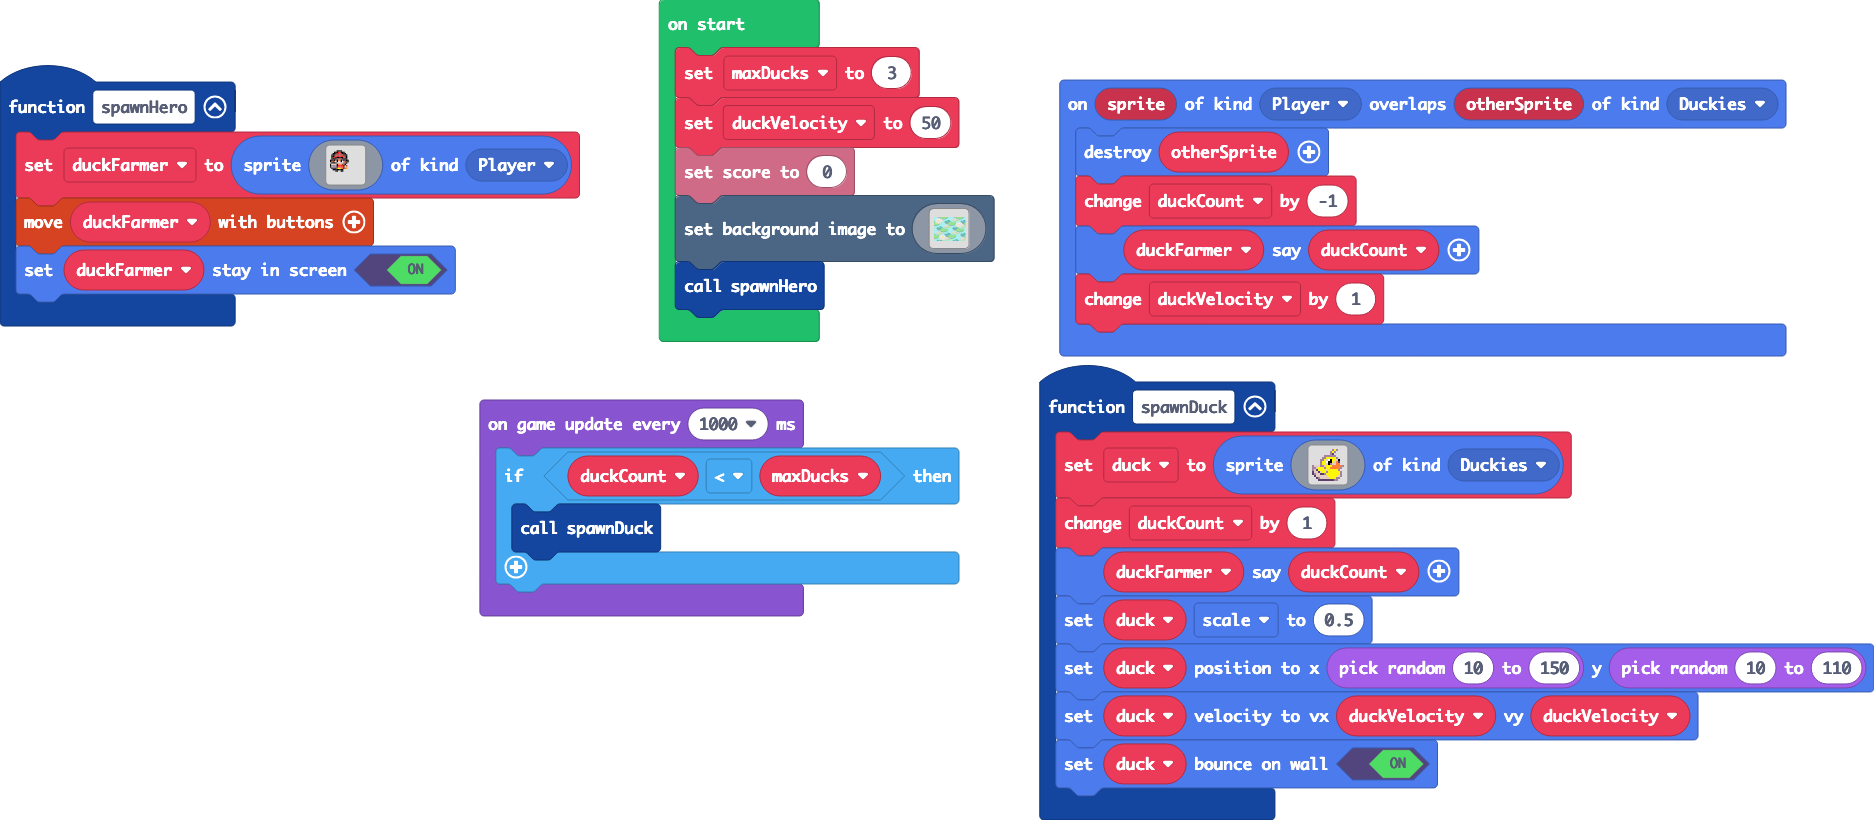 on start
set maxDucks to 3
set duckVelocity to 50
set score to 0
set background image to
call spawnHero
function spawnHero
set duckFarmer to sprite of kind Player
move duckFarmer with buttons
set duckFarmer stay in screen ON
on sprite of kind Player overlaps otherSprite of kind Duckies
destroy otherSprite
change duckCount by -1
duckFarmer say duckCount
change duckVelocity by 1
on game update every 1000 ms
if duckCount < maxDucks then
call spawnDuck
function spawnDuck
set duck to sprite of kind Duckies
change duckCount by 1
duckFarmer say duckCount
set duck scale to 0.5
set duck position to x pick random 10 to 150 y pick random 10 to 110
set duck velocity to vx duckVelocity vy duckVelocity
set duck bounce on wall ON